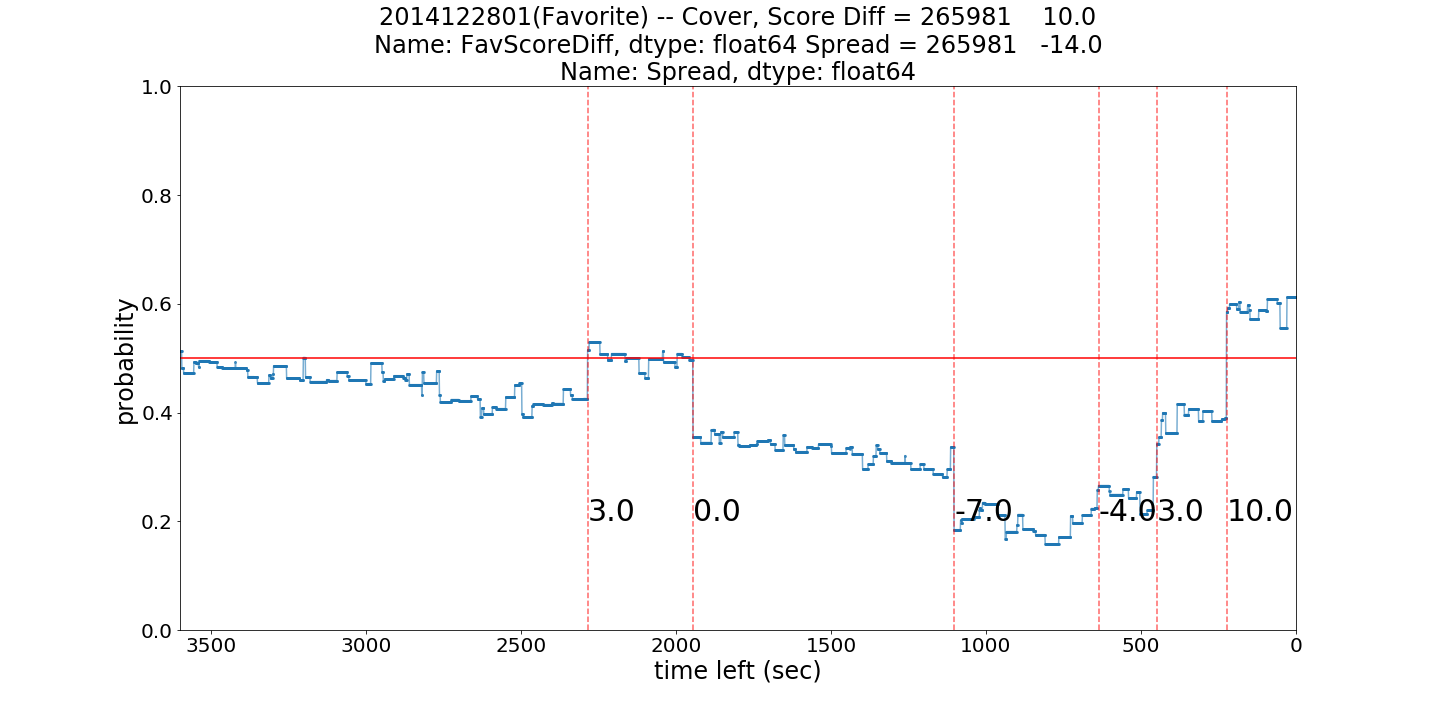 2014122801(Favorite) -- Cover, Score Diff = 265981    10.0
Name: FavScoreDiff, dtype: float64 Spread = 265981   -14.0
Name: Spread, dtype: float64
1.0
0.8
0.6
0.4
0.2
0.0
probability
3.0
0.0
-7.0
-4.0
3.0
10.0
3500 3000 2500 2000 1500 1000 500 0
time left (sec)